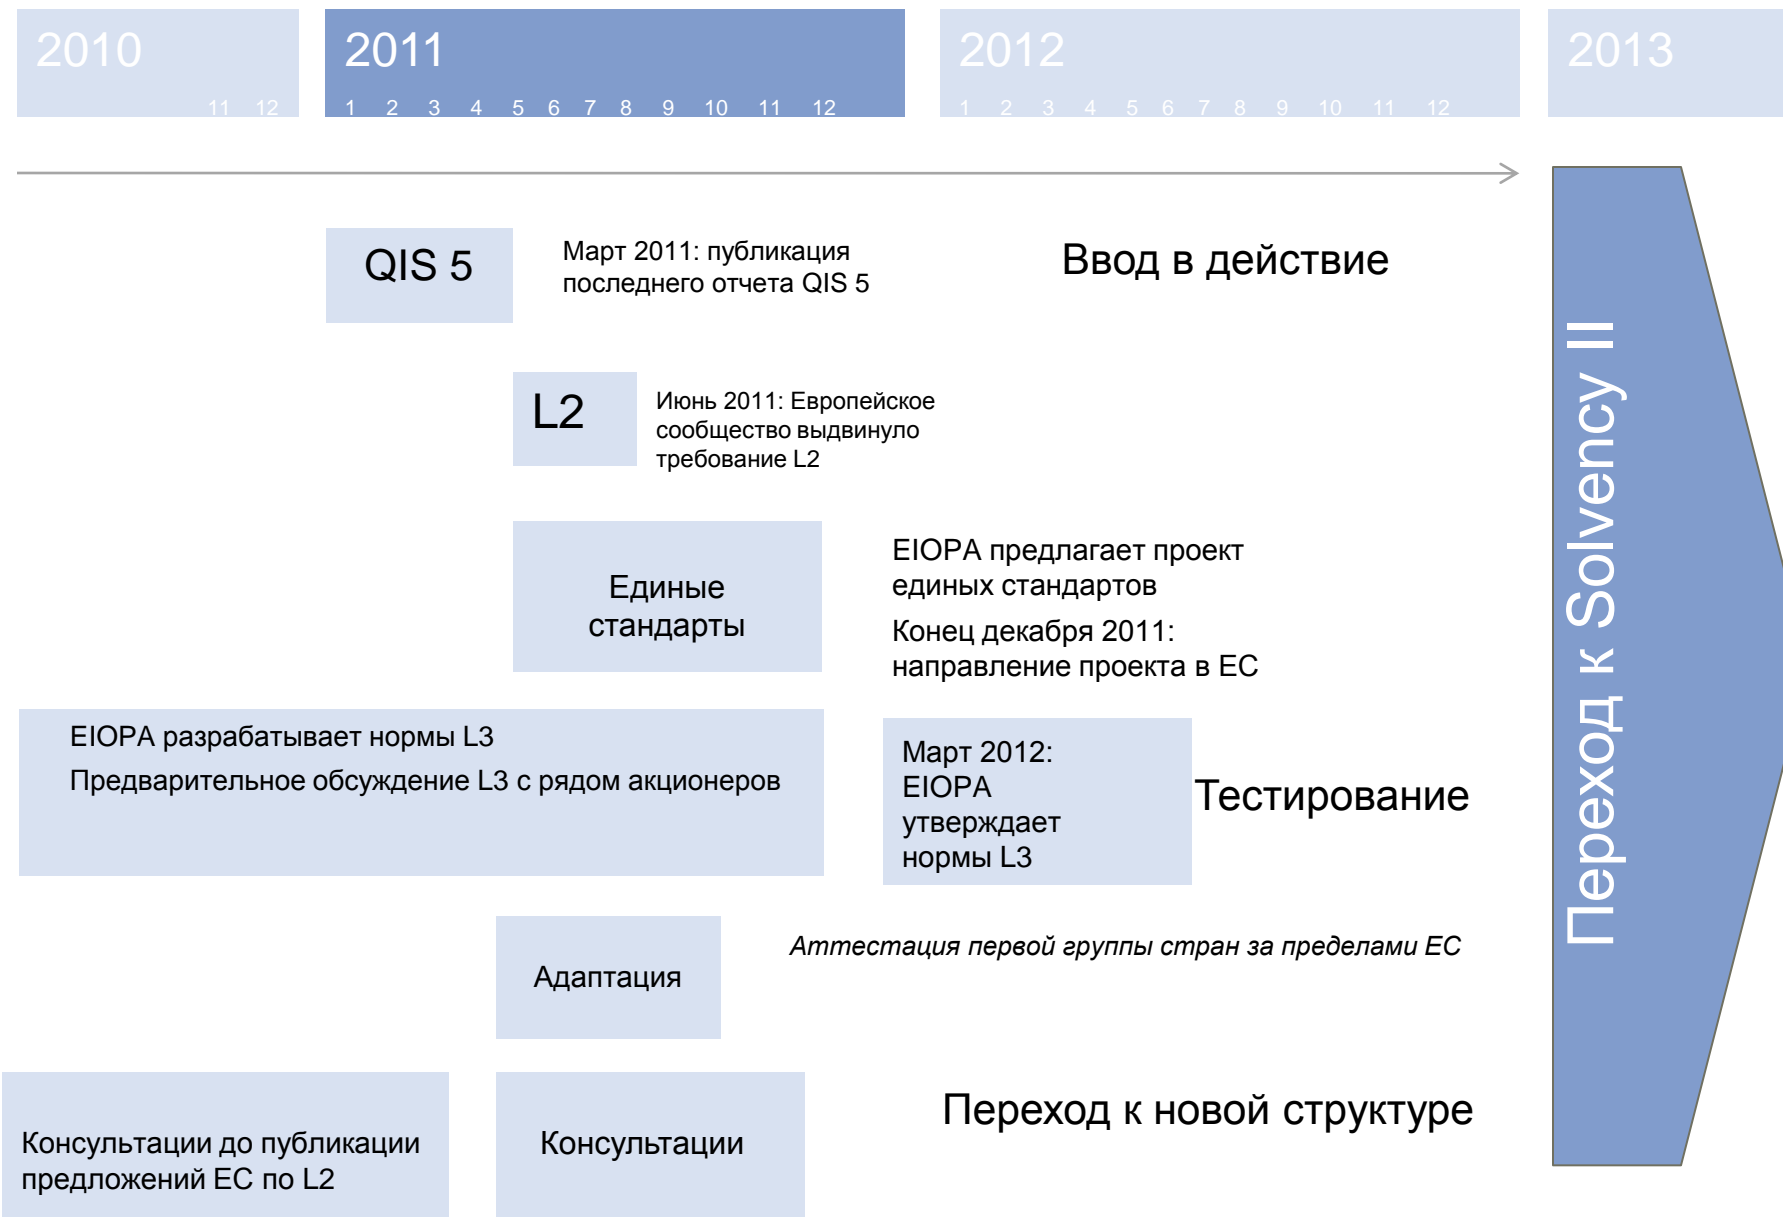 2010
2011
2012
2013
11 12
1 2 3 4 5 6 7 8 9 10 11 12
1 2 3 4 5 6 7 8 9 10 11 12
QIS 5
Март 2011: публикация
последнего отчета QIS 5
Ввод в действие
L2
Июнь 2011: Европейское
сообщество выдвинуло
требование L2
Единые
стандарты
EIOPA предлагает проект
единых стандартов
Конец декабря 2011:
направление проекта в ЕС
EIOPA разрабатывает нормы L3
Предварительное обсуждение L3 с рядом акционеров
Март 2012:
EIOPA
утверждает
нормы L3
Тестирование
Адаптация
Аттестация первой группы стран за пределами ЕС
Консультации до публикации
предложений ЕС по L2
Консультации
Переход к новой структуре
Переход к Solvency II